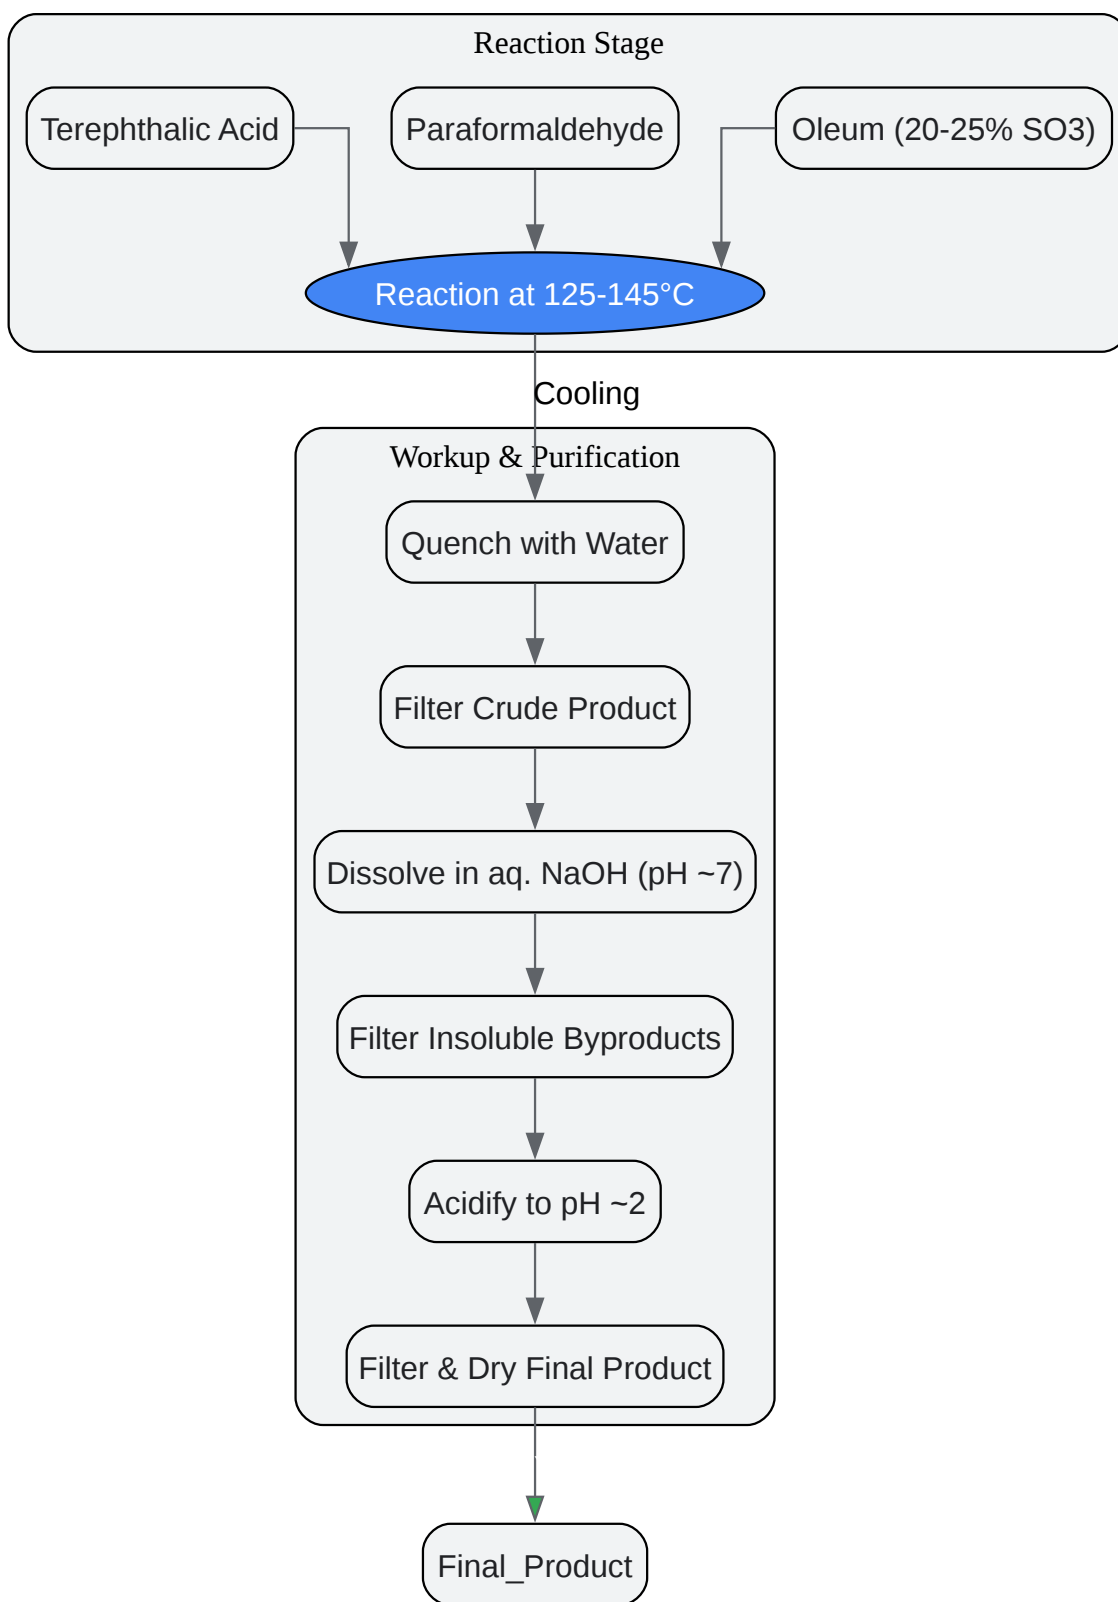 Reaction Stage
Terephthalic Acid
Paraformaldehyde
Oleum (20-25% SO3)
Reaction at 125-145°C
Cooling
Workup & Purification
Quench with Water
Filter Crude Product
Dissolve in aq. NaOH (pH ~7)
Filter Insoluble Byproducts
Acidify to pH ~2
Filter & Dry Final Product
Final_Product